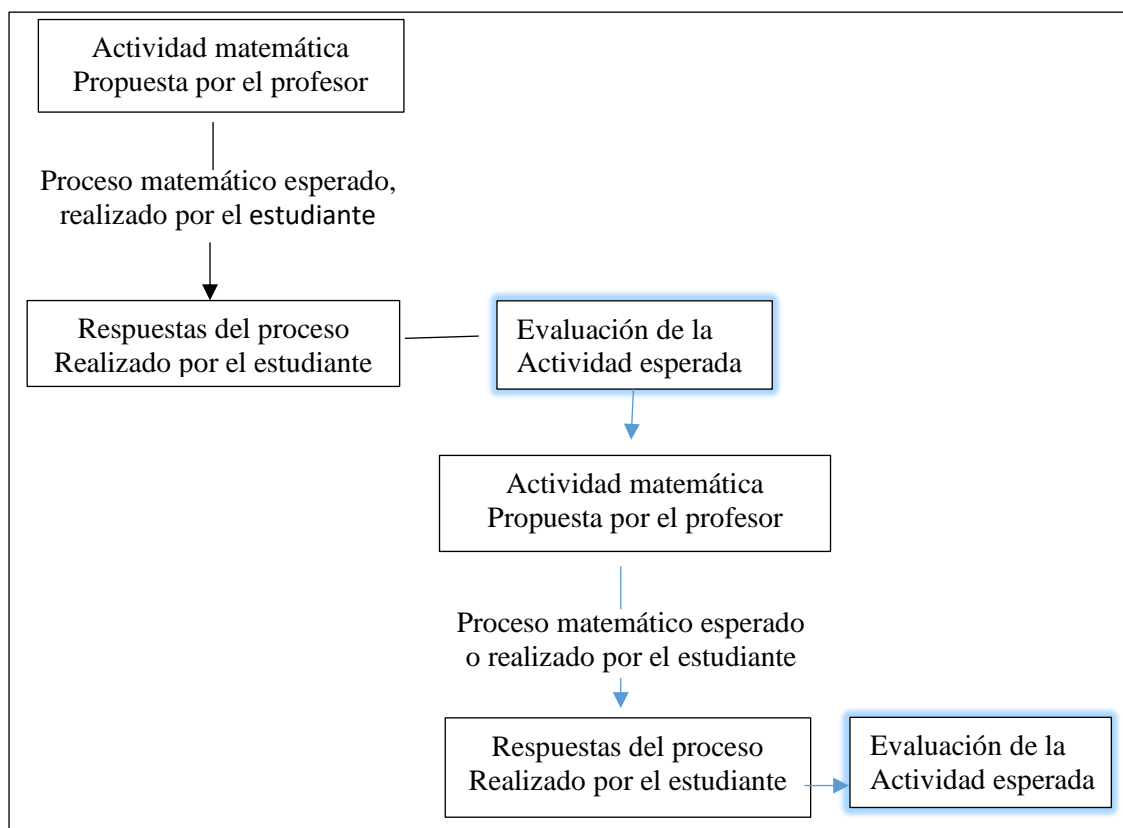 Actividad matemática
Propuesta por el profesor
Proceso matemático esperado,
realizado por el estudiante
Respuestas del proceso
Realizado por el estudiante
Evaluación de la
Actividad esperada
Actividad matemática
Propuesta por el profesor
Proceso matemático esperado
o realizado por el estudiante
Respuestas del proceso
Realizado por el estudiante
Evaluación de la
Actividad esperada